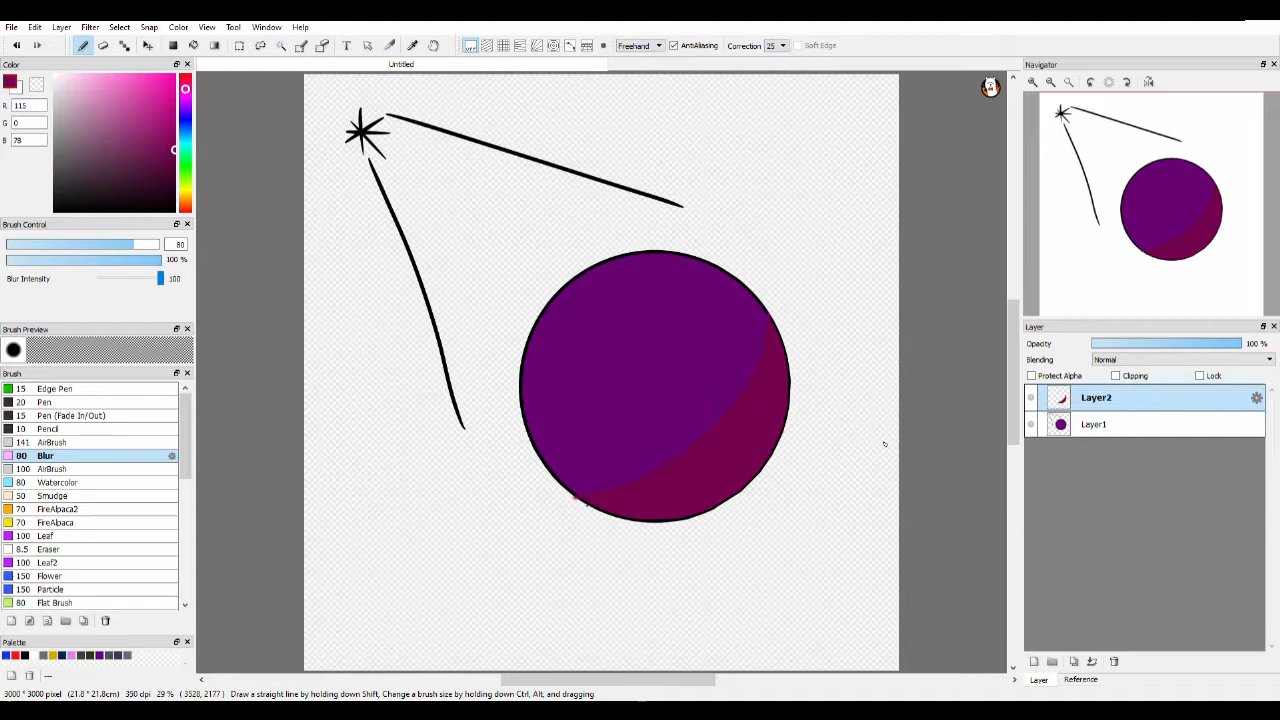 File Edit Layer Filter Select Snap Color View Tool Window Help
OFF Freehand AntiAliasing Correction 25 Soft Edge
Color
Untitled
Navigator
R 115
G 0
B 78
Brush Control
80
100 %
Blur Intensity 100
Brush Preview
Brush
15 Edge Pen
20 Pen
15 Pen (Fade In/Out)
10 Pencil
141 AirBrush
80 Blur
100 AirBrush
80 Watercolor
50 Smudge
70 FireAlpaca2
70 FireAlpaca
100 Leaf
8.5 Eraser
100 Leaf2
150 Flower
150 Particle
80 Flat Brush
Palette
---
Layer
Opacity 100 %
Blending Normal
Protect Alpha Clipping Lock
Layer2
Layer1
Layer Reference
3000 * 3000 pixel (21.8 * 21.8cm) 350 dpi 29 % ( 3528, 2177 ) Draw a straight line by holding down Shift, Change a brush size by holding down Ctrl, Alt, and dragging